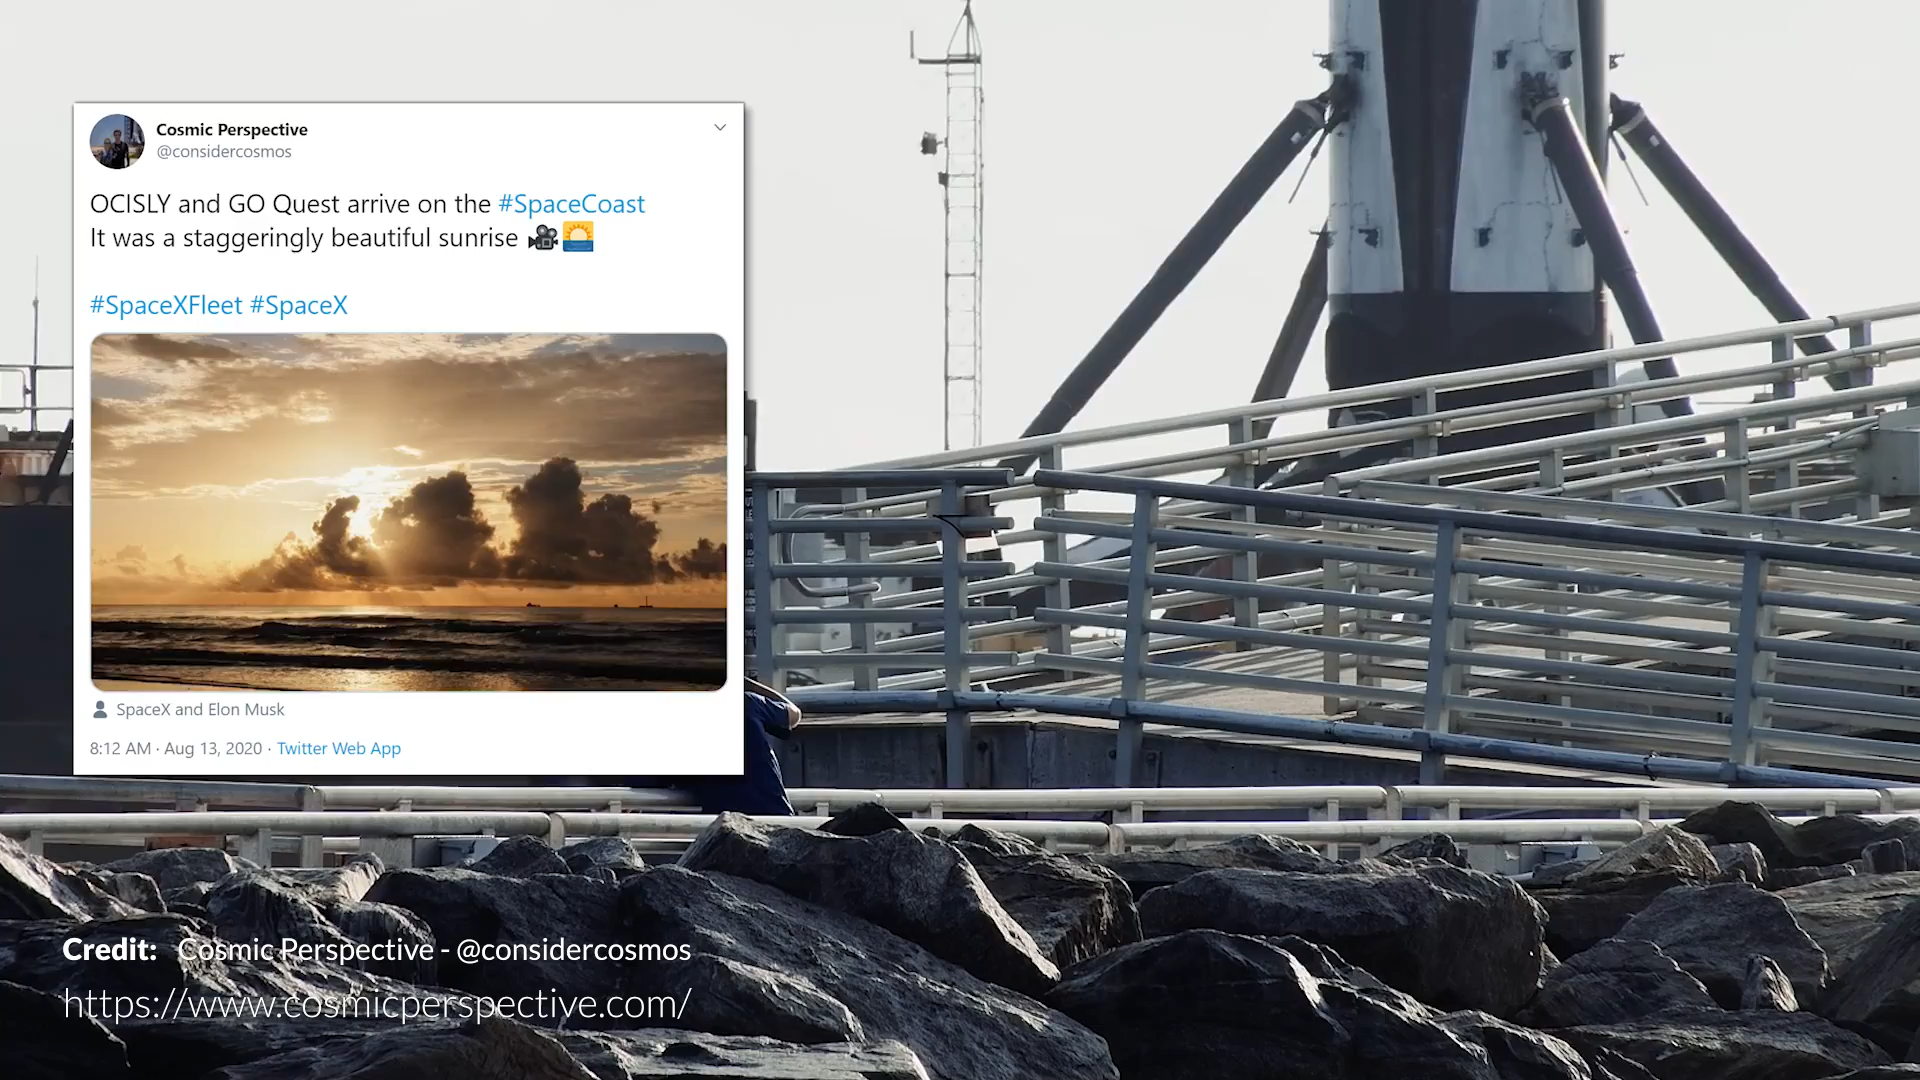 Cosmic Perspective
@considercosmos
OCISLY and GO Quest arrive on the #SpaceCoast
It was a staggeringly beautiful sunrise 🎥🌅
#SpaceXFleet #SpaceX
SpaceX and Elon Musk
8:12 AM · Aug 13, 2020 · Twitter Web App
Credit: Cosmic Perspective - @considercosmos
https://www.cosmicperspective.com/